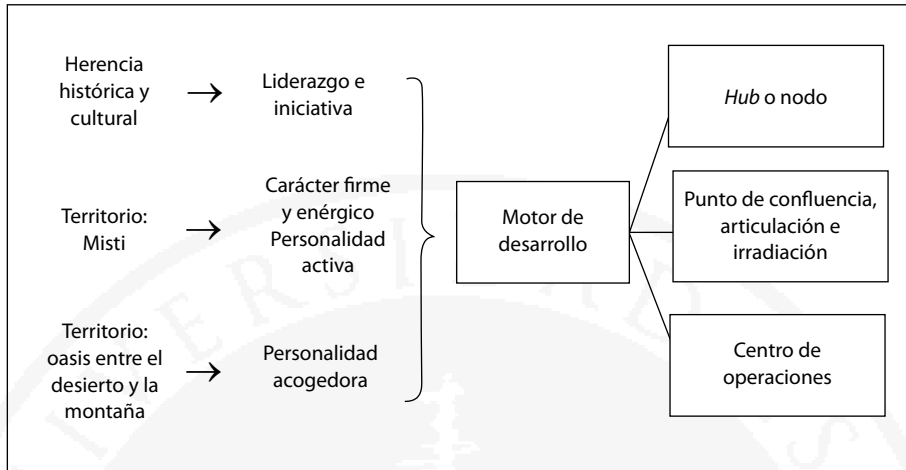 Herencia
histórica y
cultural
→
Liderazgo e
iniciativa
Territorio:
Misti
→
Carácter firme
y enérgico
Personalidad
activa
Territorio:
oasis entre el
desierto y la
montaña
→
Personalidad
acogedora
Motor de
desarrollo
Hub o nodo
Punto de confluencia,
articulación e
irradiación
Centro de
operaciones